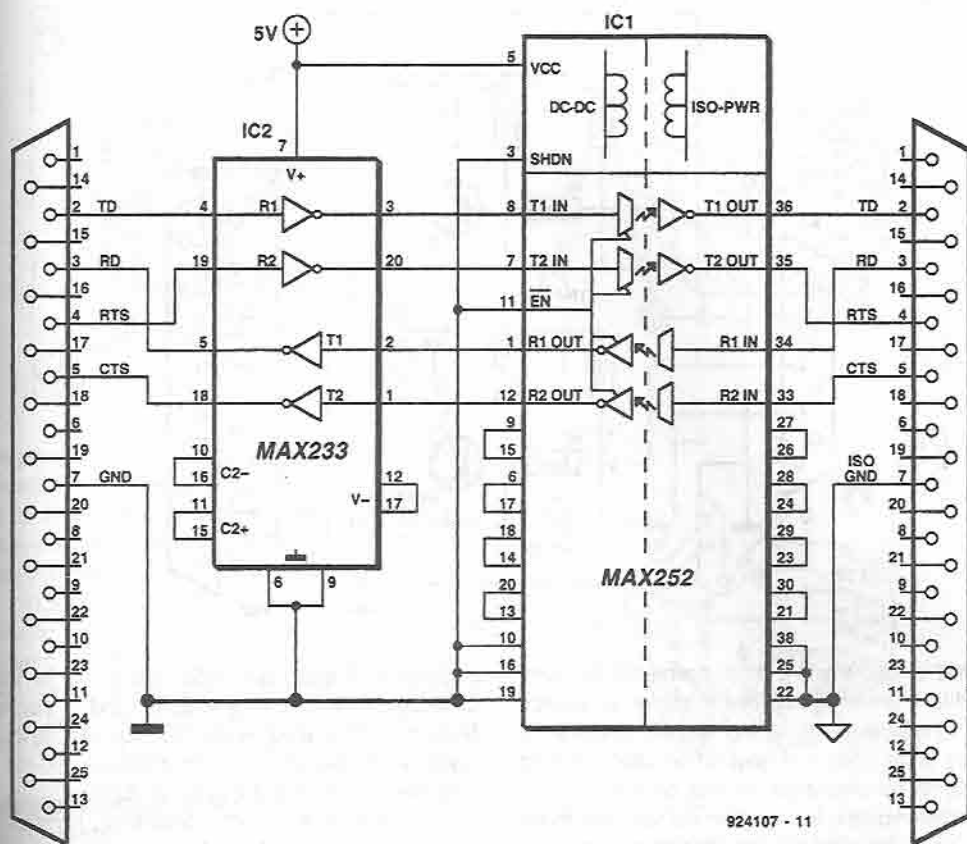 5V
IC1
5
VCC
DC-DC
ISO-PWR
IC2
7
V+
3
SHDN
1
14
2 TD
15
3 RD
16
4 RTS
17
5 CTS
18
6
19
7 GND
20
8
21
9
22
10
23
11
24
12
25
13
4 R1 3
19 R2 20
5 T1 2
18 T2 1
MAX233
10
16 C2−
11
15 C2+
12
V− 17
6 9
8 T1 IN T1 OUT 36 TD
7 T2 IN T2 OUT 35 RD
11 EN RTS
1 R1 OUT R1 IN 34
CTS
12 R2 OUT R2 IN 33
9 27
15 26
6 28
17 24
18 29
14 23
MAX252
20 30
13 21
10 38
16 25
19 22
ISO
GND
1
14
2
15
3
16
4
17
5
18
6
19
7
20
8
21
9
22
10
23
11
24
12
25
13
924107 - 11